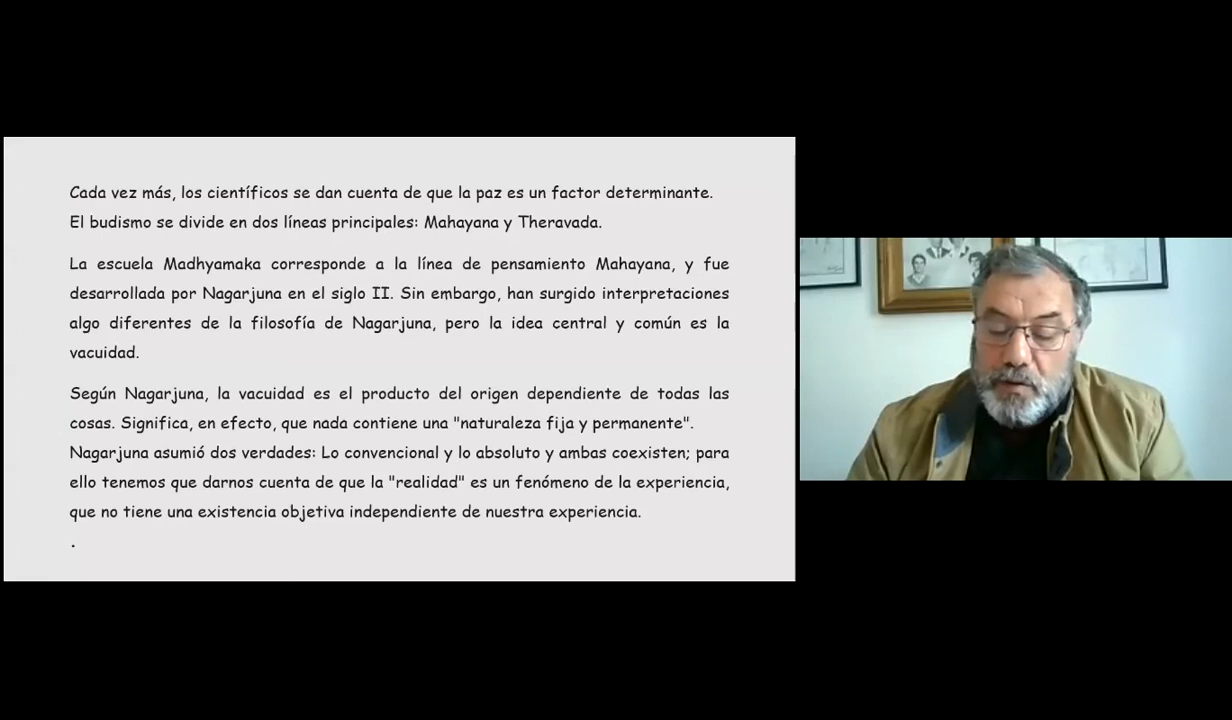 Cada vez más, los científicos se dan cuenta de que la paz es un factor determinante.
El budismo se divide en dos líneas principales: Mahayana y Theravada.
La escuela Madhyamaka corresponde a la línea de pensamiento Mahayana, y fue
desarrollada por Nagarjuna en el siglo II. Sin embargo, han surgido interpretaciones
algo diferentes de la filosofía de Nagarjuna, pero la idea central y común es la
vacuidad.
Según Nagarjuna, la vacuidad es el producto del origen dependiente de todas las
cosas. Significa, en efecto, que nada contiene una "naturaleza fija y permanente".
Nagarjuna asumió dos verdades: Lo convencional y lo absoluto y ambas coexisten; para
ello tenemos que darnos cuenta de que la "realidad" es un fenómeno de la experiencia,
que no tiene una existencia objetiva independiente de nuestra experiencia.
.